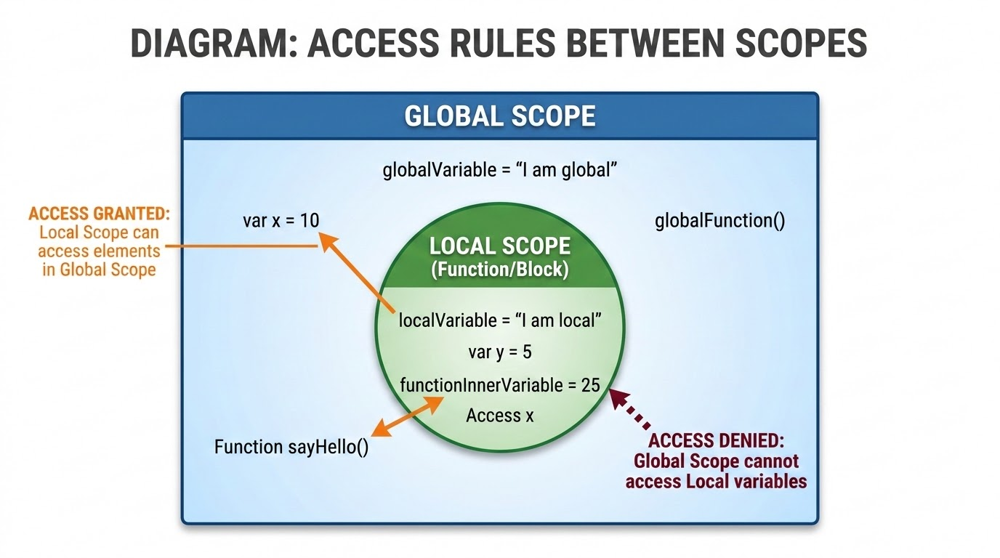 DIAGRAM: ACCESS RULES BETWEEN SCOPES
GLOBAL SCOPE
globalVariable = “I am global”
ACCESS GRANTED:
Local Scope can
access elements
in Global Scope
var x = 10
globalFunction()
LOCAL SCOPE
(Function/Block)
localVariable = “I am local”
var y = 5
functionInnerVariable = 25
Access x
Function sayHello()
ACCESS DENIED:
Global Scope cannot
access Local variables